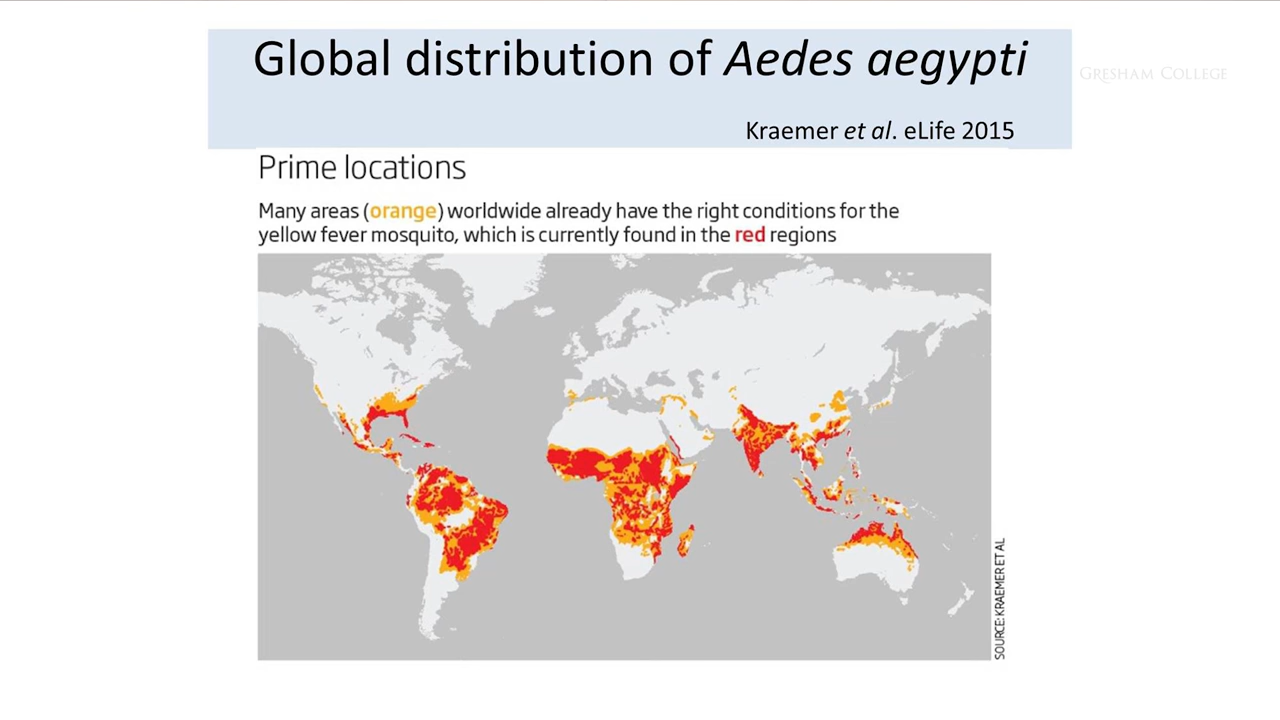 Global distribution of Aedes aegypti
GRESHAM COLLEGE
Kraemer et al. eLife 2015
Prime locations
Many areas (orange) worldwide already have the right conditions for the
yellow fever mosquito, which is currently found in the red regions
SOURCE: KRAEMER ET AL